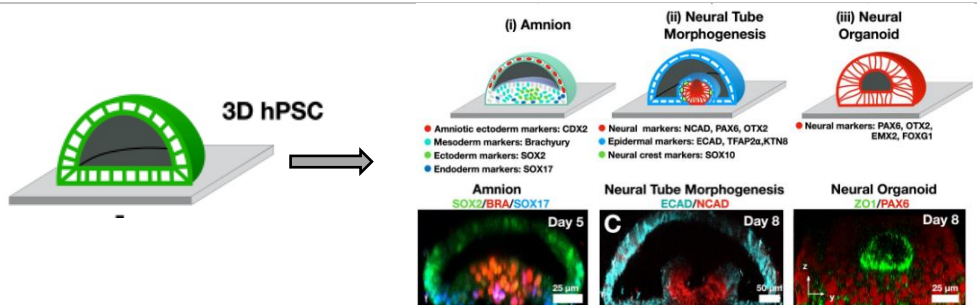 3D hPSC
(i) Amnion
Amniotic ectoderm markers: CDX2
Mesoderm markers: Brachyury
Ectoderm markers: SOX2
Endoderm markers: SOX17
(ii) Neural Tube
Morphogenesis
Neural markers: NCAD, PAX6, OTX2
Epidermal markers: ECAD, TFAP2α,KTN8
Neural crest markers: SOX10
(iii) Neural
Organoid
Neural markers: PAX6, OTX2,
EMX2, FOXG1
Amnion
SOX2/BRA/SOX17
Day 5
25 µm
Neural Tube Morphogenesis
ECAD/NCAD
C
Day 8
50 µm
Neural Organoid
ZO1/PAX6
Day 8
z
y
25 µm